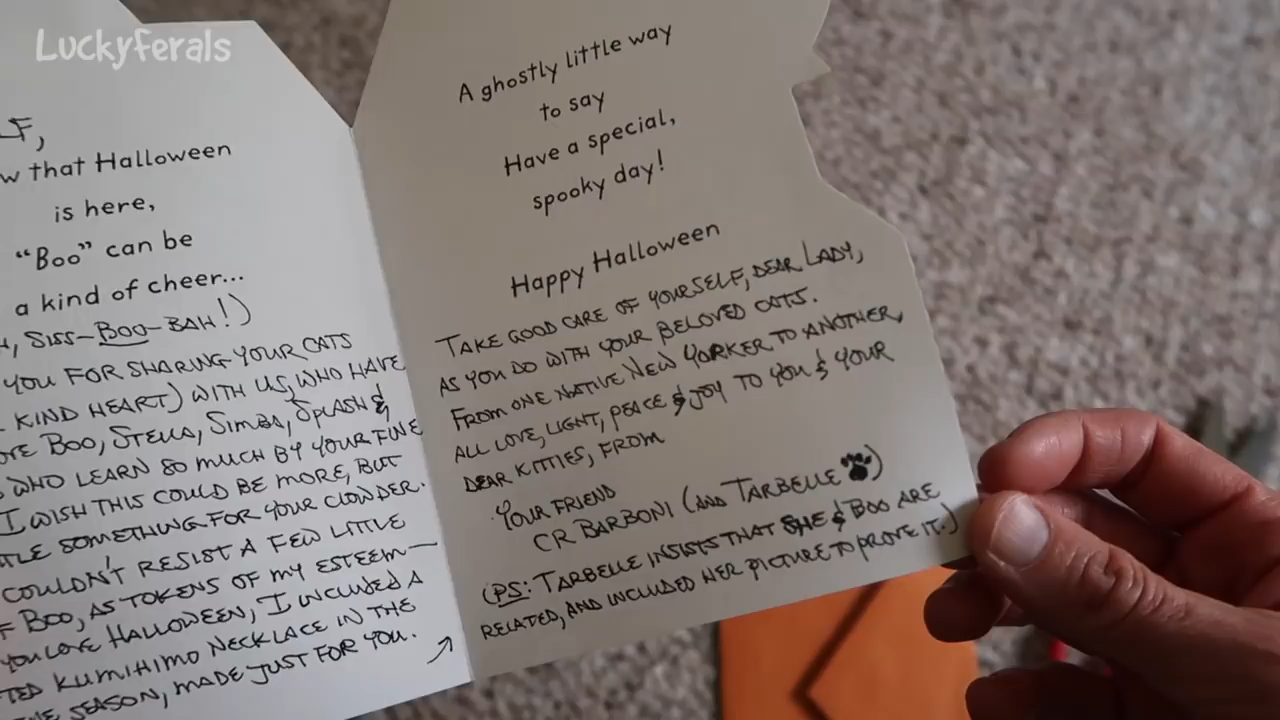 Luckyferals
LF,
w that Halloween
is here,
"Boo" can be
a kind of cheer...
H, SISS-BOO-BAH!)
YOU FOR SHARING YOUR CATS
KIND HEART) WITH US, WHO HAVE
BOO, STELLA, SIMBA, SPLASH &
WHO LEARN SO MUCH BY YOUR FINE
I WISH THIS COULD BE MORE, BUT
TLE SOMETHING FOR YOUR CLOWDER.
COULDN'T RESIST A FEW LITTLE
F BOO, AS TOKENS OF MY ESTEEM—
YOU LOVE HALLOWEEN, I INCLUDED A
TED KUMIHIMO NECKLACE IN THE
SEASON, MADE JUST FOR YOU.
A ghostly little way
to say
Have a special,
spooky day!
Happy Halloween
TAKE GOOD CARE OF YOURSELF, DEAR LADY,
AS YOU DO WITH YOUR BELOVED CATS.
FROM ONE NATIVE NEW YORKER TO ANOTHER,
ALL LOVE, LIGHT, PEACE & JOY TO YOU & YOUR
DEAR KITTIES, FROM
YOUR FRIEND
CR BARBONI (AND TARBELLE)
(PS: TARBELLE INSISTS THAT SHE & BOO ARE
RELATED, AND INCLUDED HER PICTURE TO PROVE IT.)